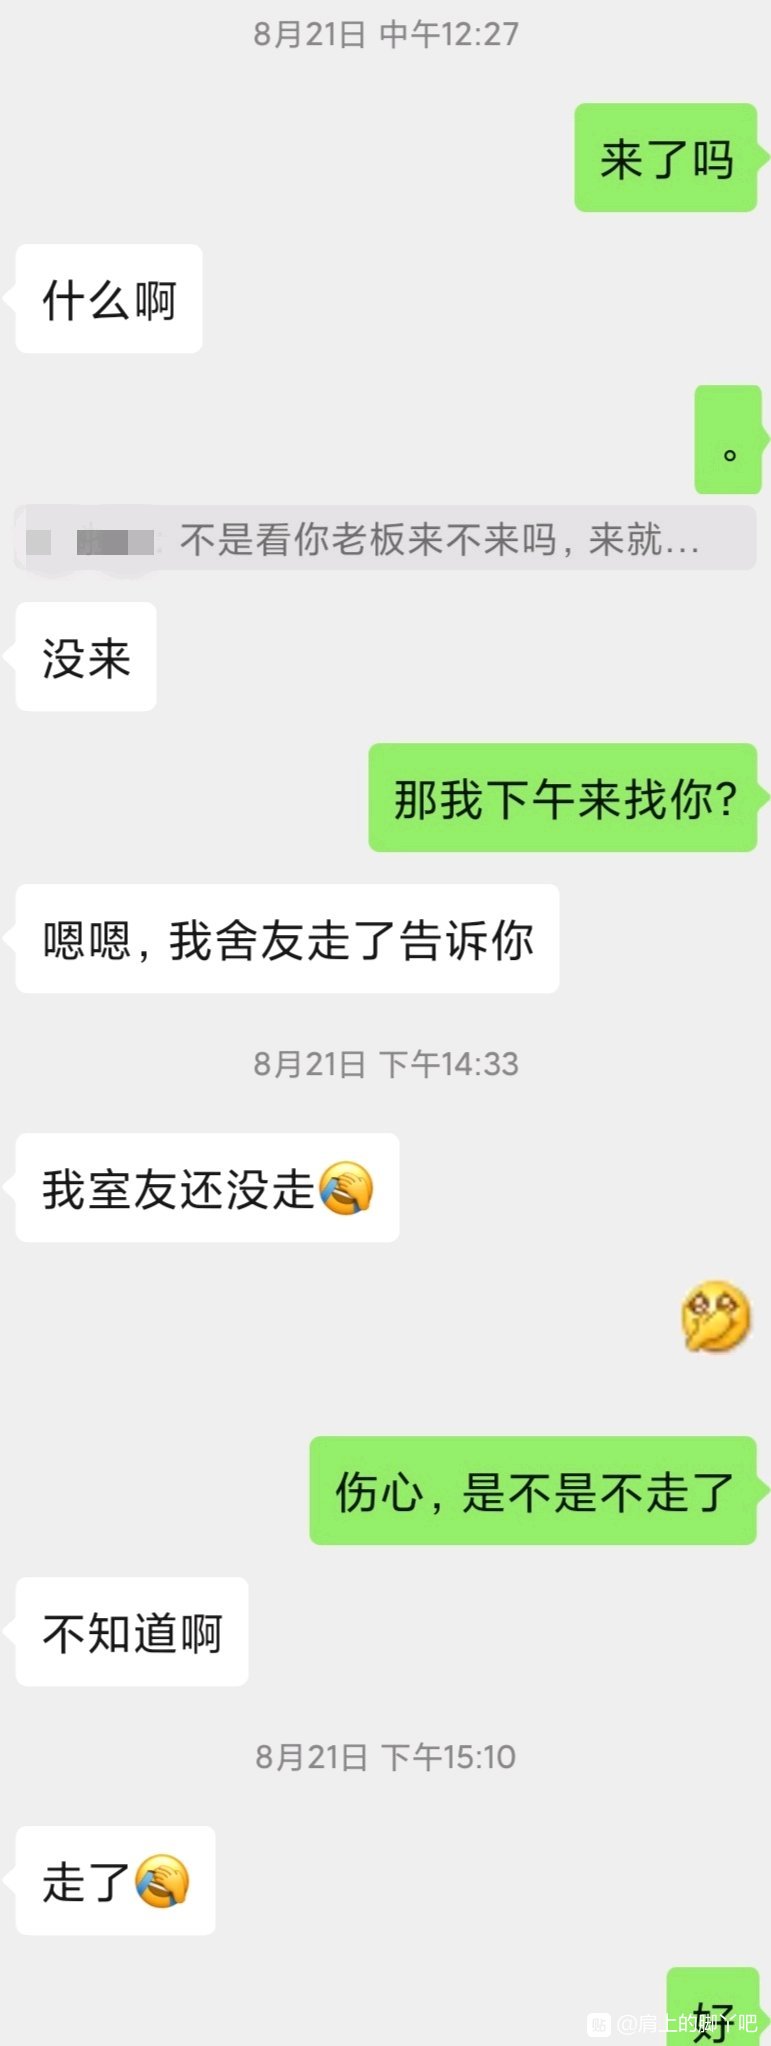 8月21日 中午12:27
来了吗
什么啊
。
不是看你老板来不来吗，来就...
没来
那我下午来找你?
嗯嗯，我舍友走了告诉你
8月21日 下午14:33
我室友还没走
伤心，是不是不走了
不知道啊
8月21日 下午15:10
走了
好
贴 @肩上的脚丫吧